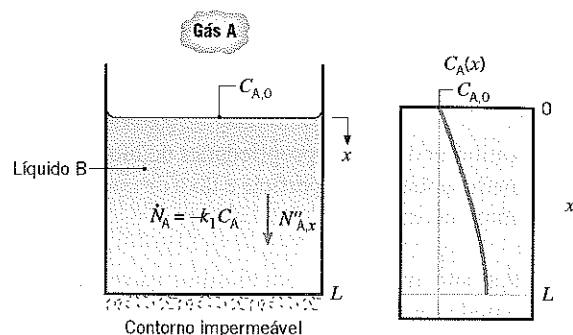 Gás A
C_A,0
x
Líquido B
Ṅ_A = −k_1 C_A
N″_A,x
L
Contorno impermeável
C_A(x)
C_A,0
0
x
L